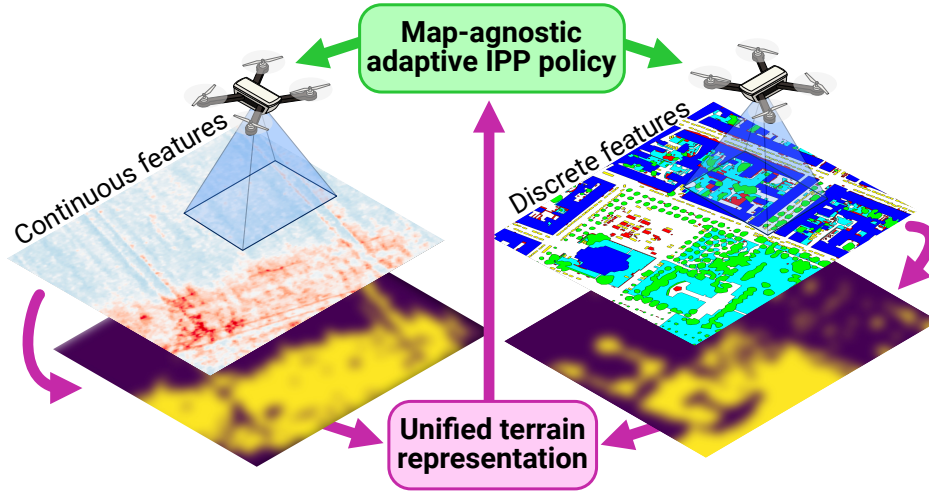 Map-agnostic
adaptive IPP policy
Continuous features
Discrete features
Unified terrain
representation